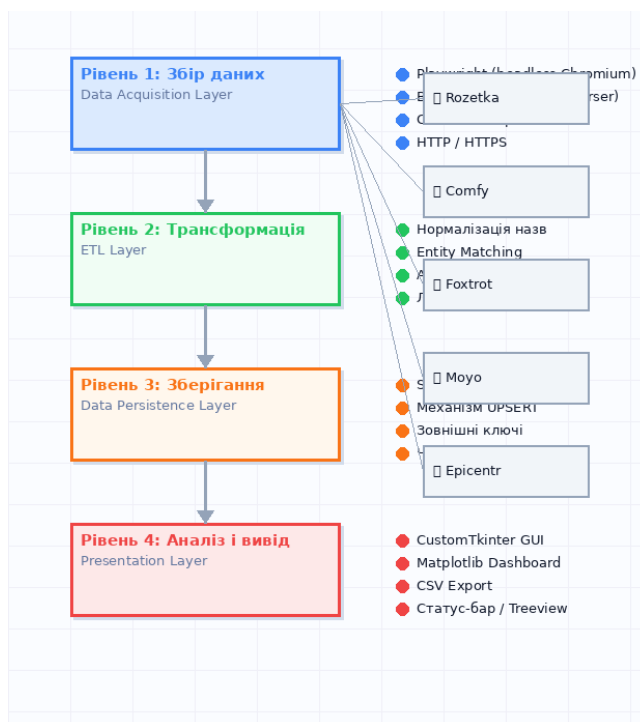 Рівень 1: Збір даних
Data Acquisition Layer
Playwright (headless Chromium)
rser)
HTTP / HTTPS
Rozetka
Comfy
Рівень 2: Трансформація
ETL Layer
Нормалізація назв
Entity Matching
Foxtrot
Moyo
Рівень 3: Зберігання
Data Persistence Layer
Механізм UPSERT
Зовнішні ключі
Epicentr
Рівень 4: Аналіз і вивід
Presentation Layer
CustomTkinter GUI
Matplotlib Dashboard
CSV Export
Статус-бар / Treeview